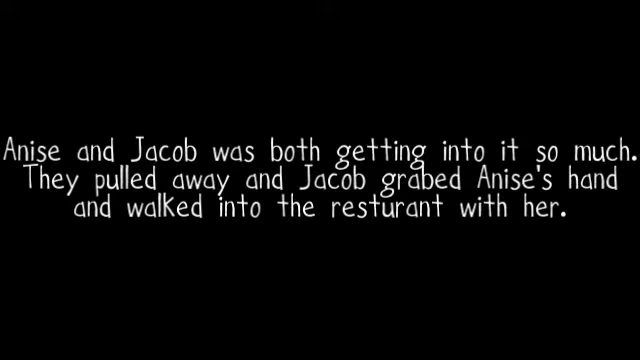 Anise and Jacob was both getting into it so much.
They pulled away and Jacob grabed Anise's hand
and walked into the resturant with her.